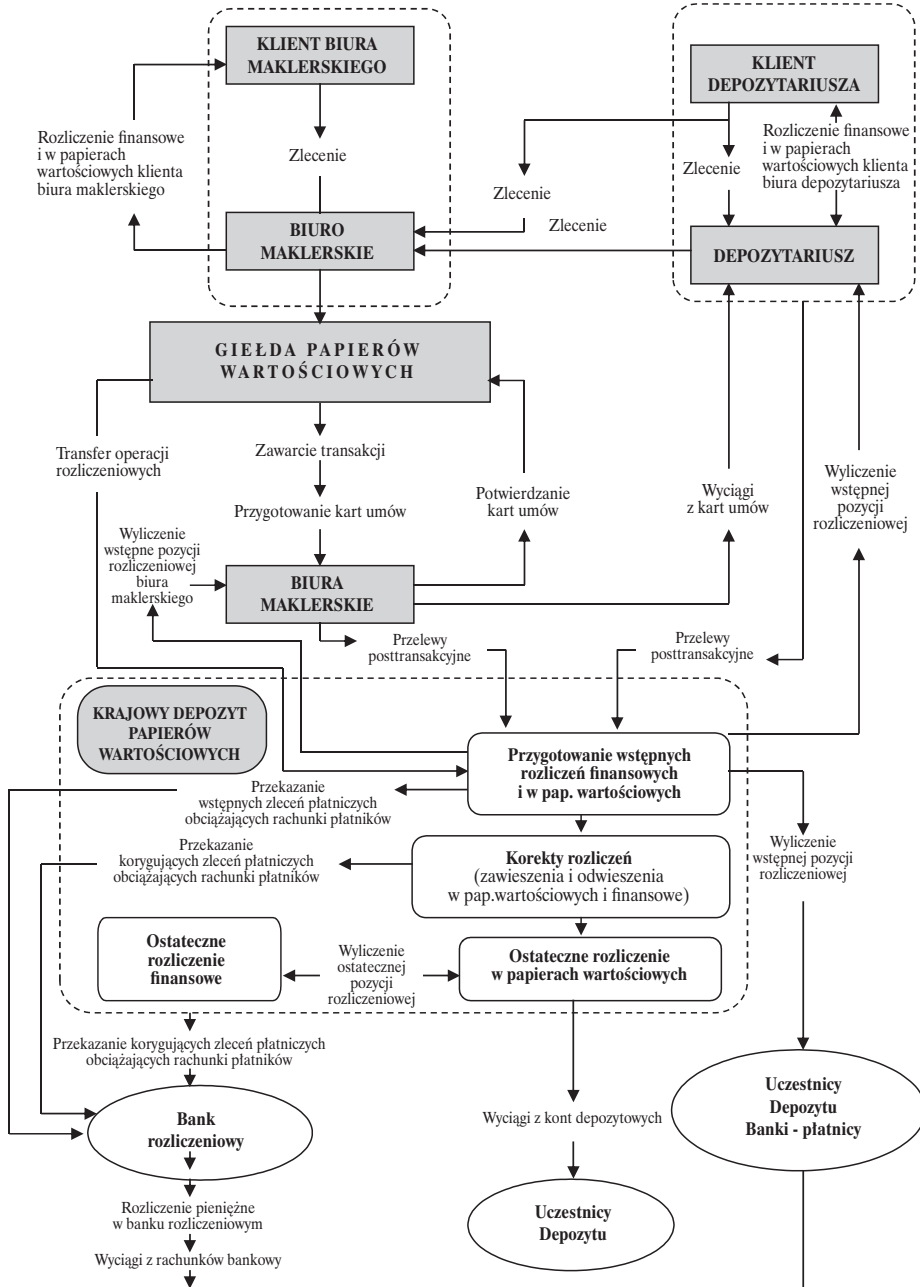 KLIENT BIURA
MAKLERSKIEGO
KLIENT
DEPOZYTARIUSZA
Rozliczenie finansowe
i w papierach
wartościowych klienta
biura maklerskiego
Zlecenie
Zlecenie
Zlecenie
Rozliczenie finansowe
i w papierach
wartościowych klienta
biura depozytariusza
Zlecenie
BIURO
MAKLERSKIE
DEPOZYTARIUSZ
GIEŁDA PAPIERÓW
WARTOŚCIOWYCH
Transfer operacji
rozliczeniowych
Zawarcie transakcji
Przygotowanie kart umów
Potwierdzanie
kart umów
Wyciągi
z kart umów
Wyliczenie
wstępnej pozycji
rozliczeniowej
Wyliczenie
wstępne pozycji
rozliczeniowej
biura
maklerskiego
BIURA
MAKLERSKIE
Przelewy
posttransakcyjne
Przelewy
posttransakcyjne
KRAJOWY DEPOZYT
PAPIERÓW
WARTOŚCIOWYCH
Przygotowanie wstępnych
rozliczeń finansowych
i w pap. wartościowych
Przekazanie
wstępnych zleceń płatniczych
obciążających rachunki płatników
Przekazanie
korygujących zleceń płatniczych
obciążających rachunki płatników
Korekty rozliczeń
(zawieszenia i odwieszenia
w pap.wartościowych i finansowe)
Wyliczenie
wstępnej pozycji
rozliczeniowej
Ostateczne
rozliczenie
finansowe
Wyliczenie
ostatecznej
pozycji
rozliczeniowej
Ostateczne rozliczenie
w papierach wartościowych
Przekazanie korygujących zleceń płatniczych
obciążających rachunki płatników
Bank
rozliczeniowy
Wyciągi z kont depozytowych
Uczestnicy
Depozytu
Banki - płatnicy
Rozliczenie pieniężne
w banku rozliczeniowym
Wyciągi z rachunków bankowy
Uczestnicy
Depozytu